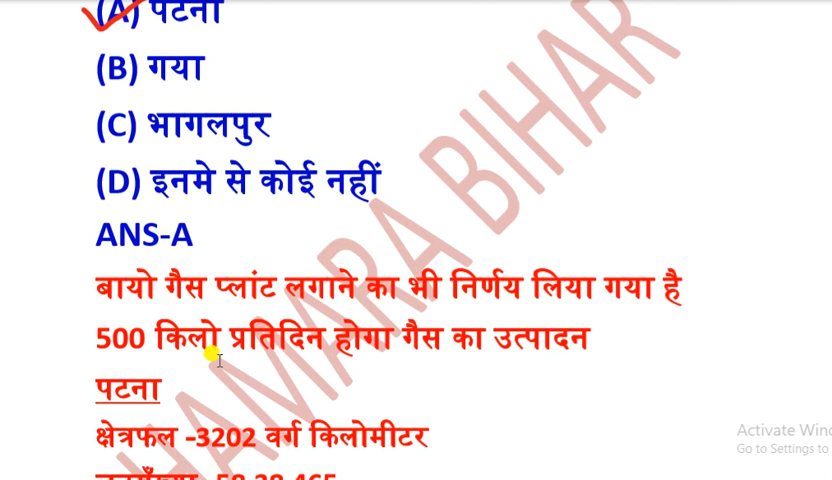 (A) पटना
(B) गया
(C) भागलपुर
(D) इनमे से कोई नहीं
ANS-A
बायो गैस प्लांट लगाने का भी निर्णय लिया गया है
500 किलो प्रतिदिन होगा गैस का उत्पादन
पटना
क्षेत्रफल -3202 वर्ग किलोमीटर
HAMARA BIHAR
Activate Win
Go to Settings to